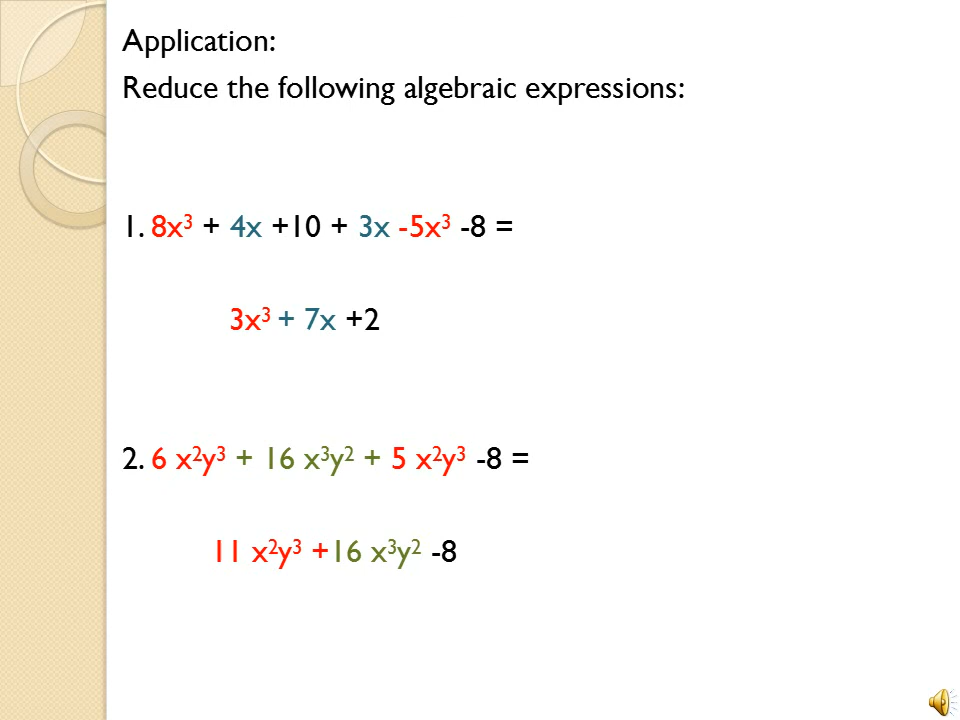 Application:
Reduce the following algebraic expressions:
1. 8x³ + 4x +10 + 3x -5x³ -8 =
3x³ + 7x +2
2. 6 x²y³ + 16 x³y² + 5 x²y³ -8 =
11 x²y³ +16 x³y² -8